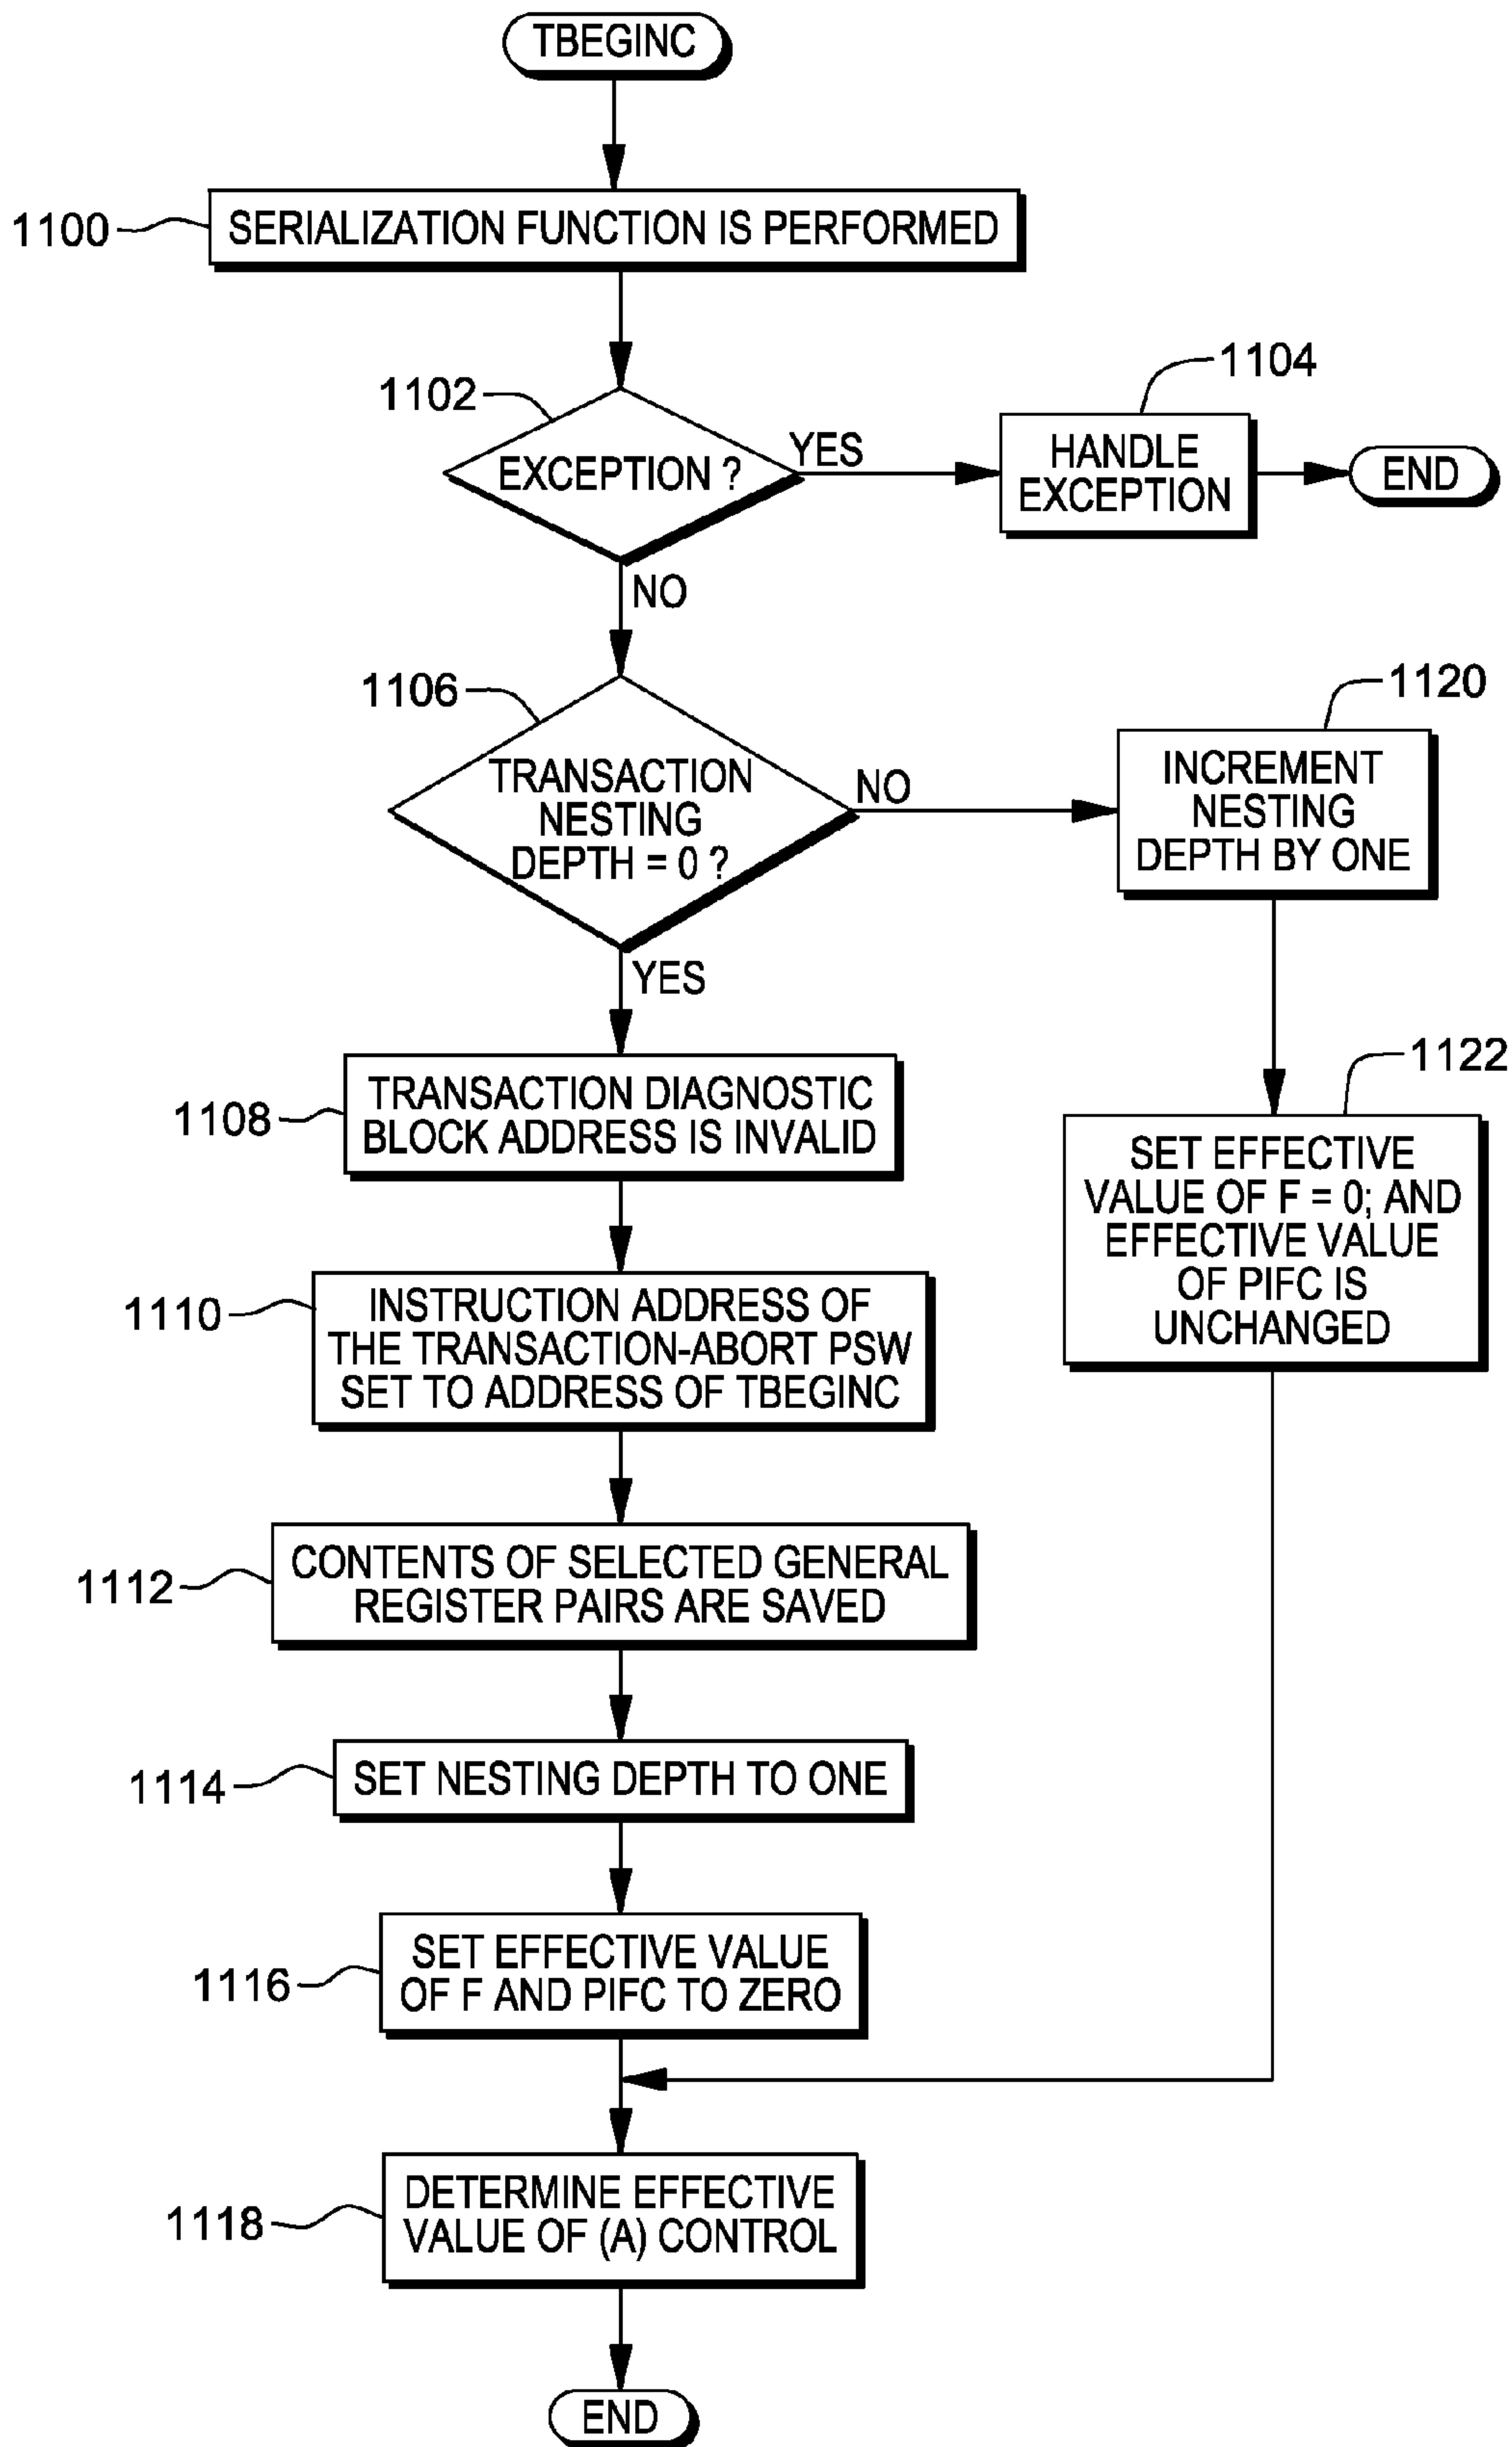 TBEGINC
1100
SERIALIZATION FUNCTION IS PERFORMED
1102
EXCEPTION ?
YES
1104
HANDLE
EXCEPTION
END
NO
1106
TRANSACTION
NESTING
DEPTH = 0 ?
NO
1120
INCREMENT
NESTING
DEPTH BY ONE
YES
1108
TRANSACTION DIAGNOSTIC
BLOCK ADDRESS IS INVALID
1122
SET EFFECTIVE
VALUE OF F = 0; AND
EFFECTIVE VALUE
OF PIFC IS
UNCHANGED
1110
INSTRUCTION ADDRESS OF
THE TRANSACTION-ABORT PSW
SET TO ADDRESS OF TBEGINC
1112
CONTENTS OF SELECTED GENERAL
REGISTER PAIRS ARE SAVED
1114
SET NESTING DEPTH TO ONE
1116
SET EFFECTIVE VALUE
OF F AND PIFC TO ZERO
1118
DETERMINE EFFECTIVE
VALUE OF (A) CONTROL
END